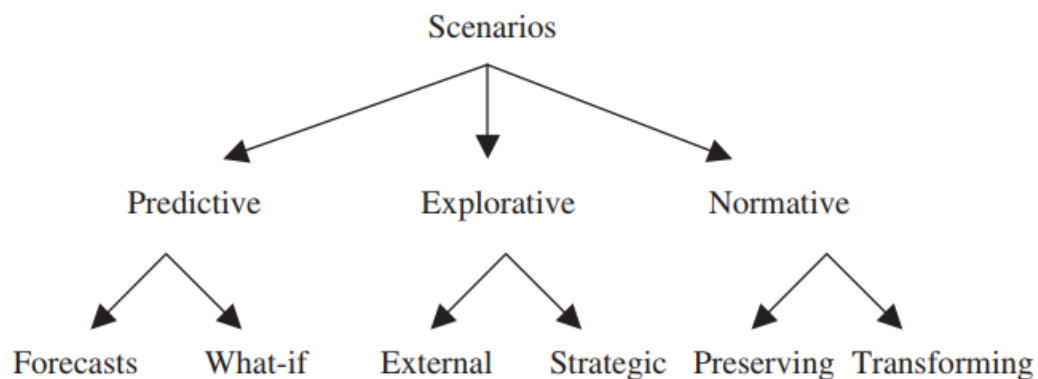 Scenarios
Predictive Explorative Normative
Forecasts What-if External Strategic Preserving Transforming